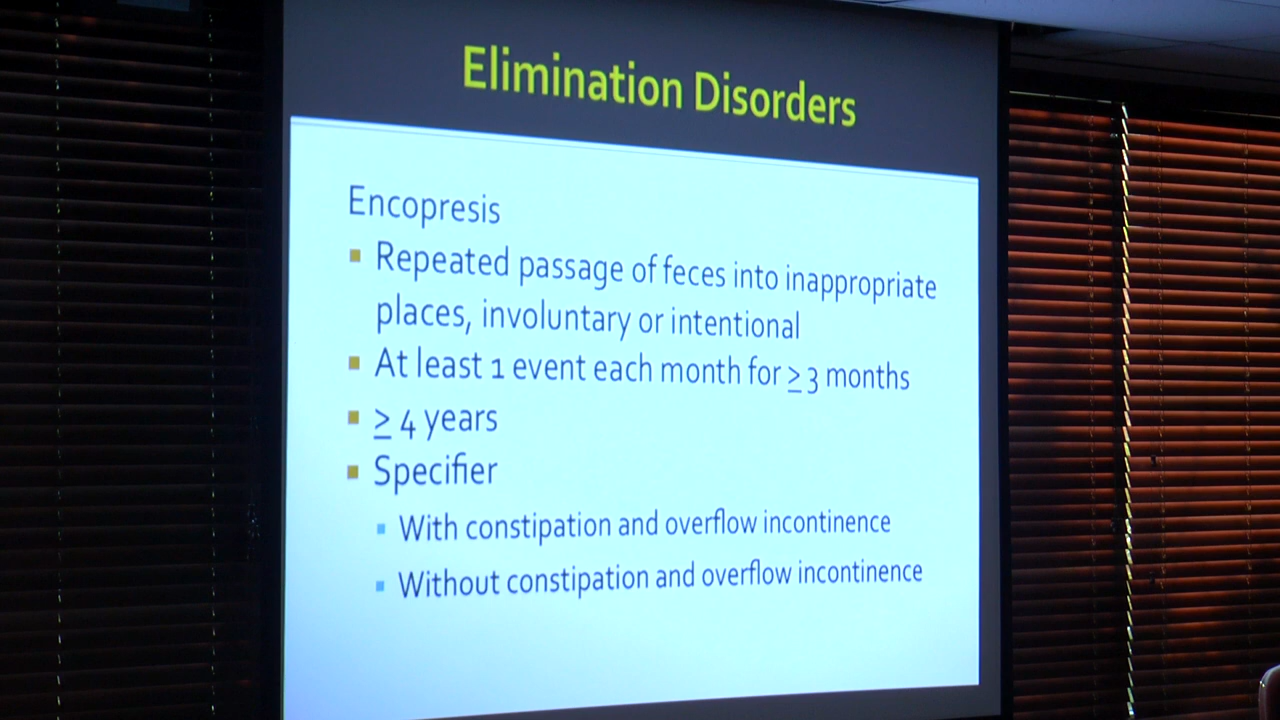 Elimination Disorders
Encopresis
Repeated passage of feces into inappropriate
places, involuntary or intentional
At least 1 event each month for ≥ 3 months
≥ 4 years
Specifier
With constipation and overflow incontinence
Without constipation and overflow incontinence